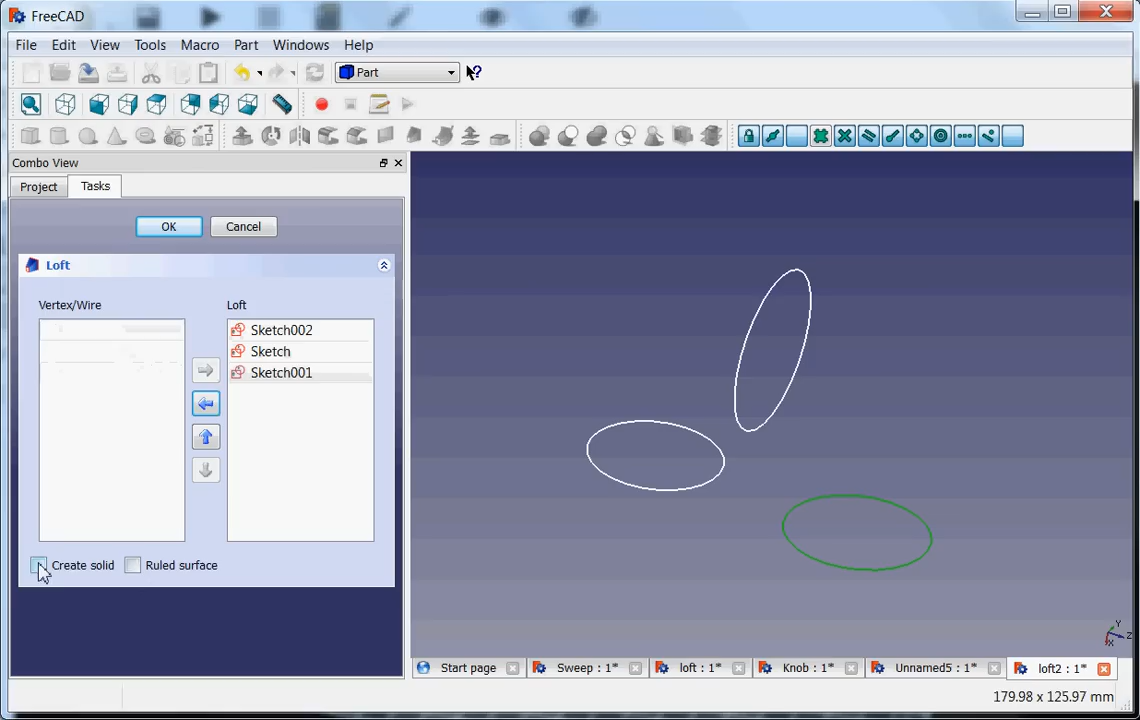 FreeCAD
File Edit View Tools Macro Part Windows Help
Part
Combo View
Project Tasks
OK Cancel
Loft
Vertex/Wire Loft
Sketch002
Sketch
Sketch001
Create solid Ruled surface
Y
Z
X
Start page Sweep : 1* loft : 1* Knob : 1* Unnamed5 : 1* loft2 : 1*
179.98 x 125.97 mm